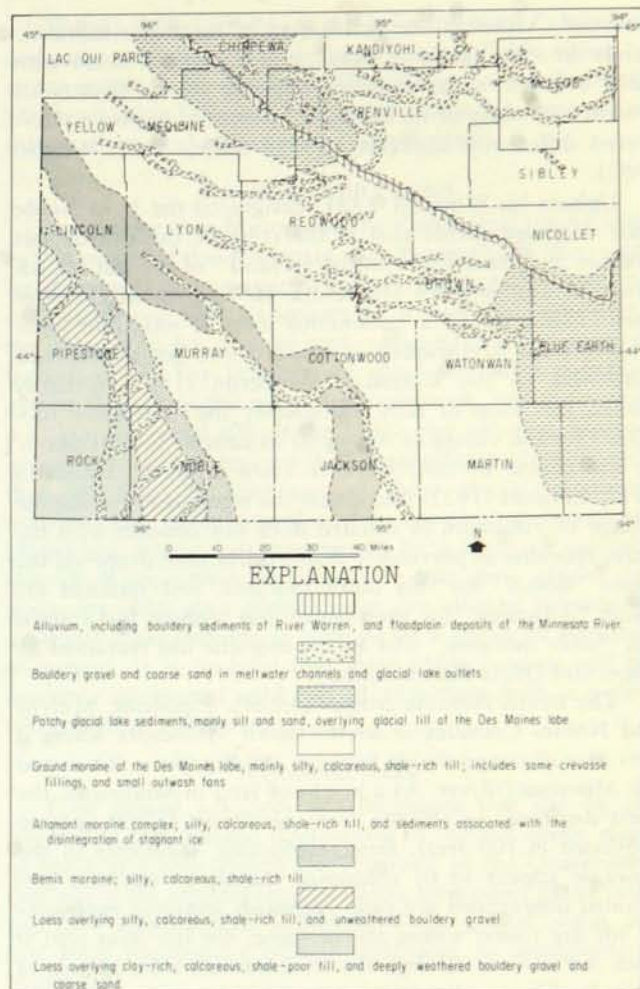 96° 95° 94°
45° 45°
LAC QUI PARLE CHIPPEWA KANDIYOHI
McLEOD
RENVILLE
YELLOW MEDICINE
SIBLEY
LINCOLN LYON REDWOOD
NICOLLET
BROWN
44° PIPESTONE MURRAY COTTONWOOD WATONWAN BLUE EARTH 44°
ROCK NOBLE JACKSON MARTIN
96° 95° 94°
0 10 20 30 40 Miles N
EXPLANATION
Alluvium, including bouldery sediments of River Warren, and floodplain deposits of the Minnesota River
Bouldery gravel and coarse sand in meltwater channels and glacial lake outlets
Patchy glacial lake sediments, mainly silt and sand, overlying glacial till of the Des Moines lobe
Ground moraine of the Des Moines lobe, mainly silty, calcareous, shale-rich till; includes some crevasse
fillings, and small outwash fans
Altamont moraine complex; silty, calcareous, shale-rich till, and sediments associated with the
disintegration of stagnant ice
Bemis moraine; silty, calcareous, shale-rich till
Loess overlying silty, calcareous, shale-rich till, and unweathered bouldery gravel
Loess overlying clay-rich, calcareous, shale-poor till, and deeply weathered bouldery gravel and
coarse sand